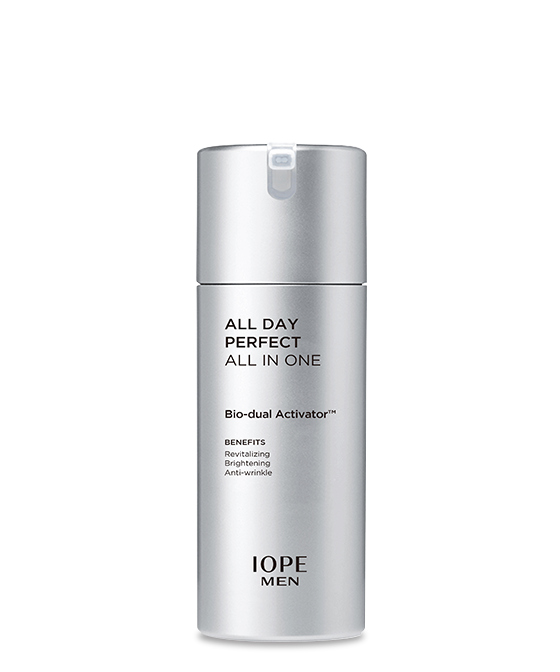 ALL DAY
PERFECT
ALL IN ONE
Bio-dual Activator™
BENEFITS
Revitalizing
Brightening
Anti-wrinkle
IOPE
MEN